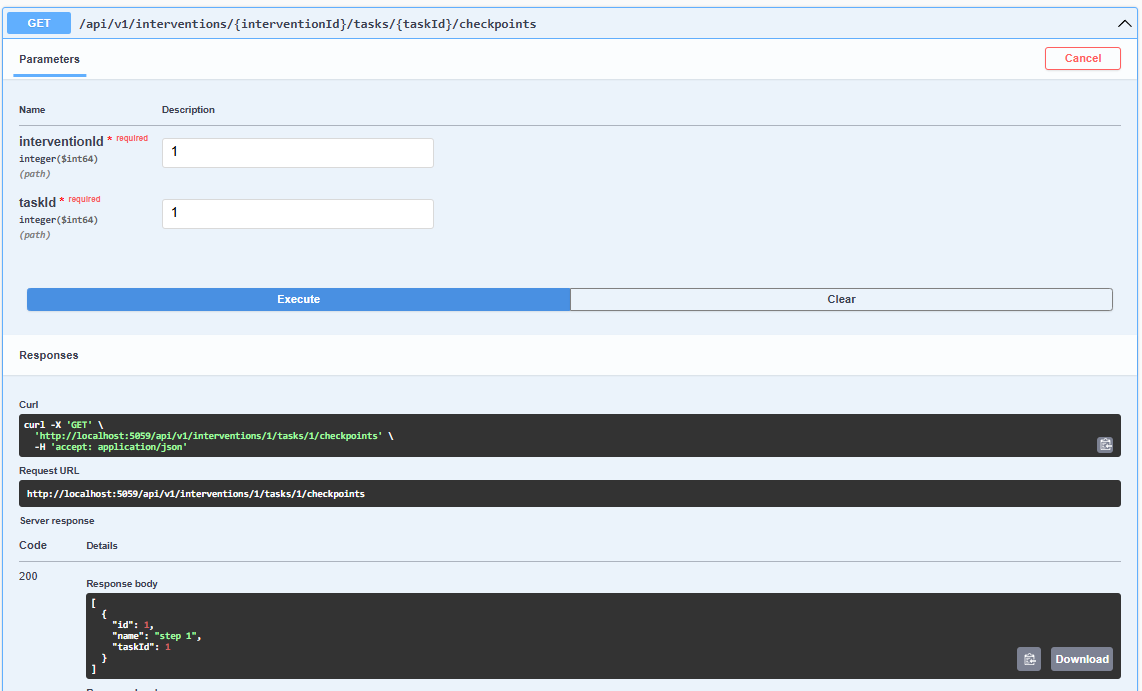 GET /api/v1/interventions/{interventionId}/tasks/{taskId}/checkpoints
Parameters Cancel
Name Description
interventionId * required 1
integer($int64)
(path)
taskId * required 1
integer($int64)
(path)
Execute Clear
Responses
Curl
curl -X 'GET' \
'http://localhost:5059/api/v1/interventions/1/tasks/1/checkpoints' \
-H 'accept: application/json'
Request URL
http://localhost:5059/api/v1/interventions/1/tasks/1/checkpoints
Server response
Code Details
200
Response body
[
{
"id": 1,
"name": "step 1",
"taskId": 1
}
]
Download